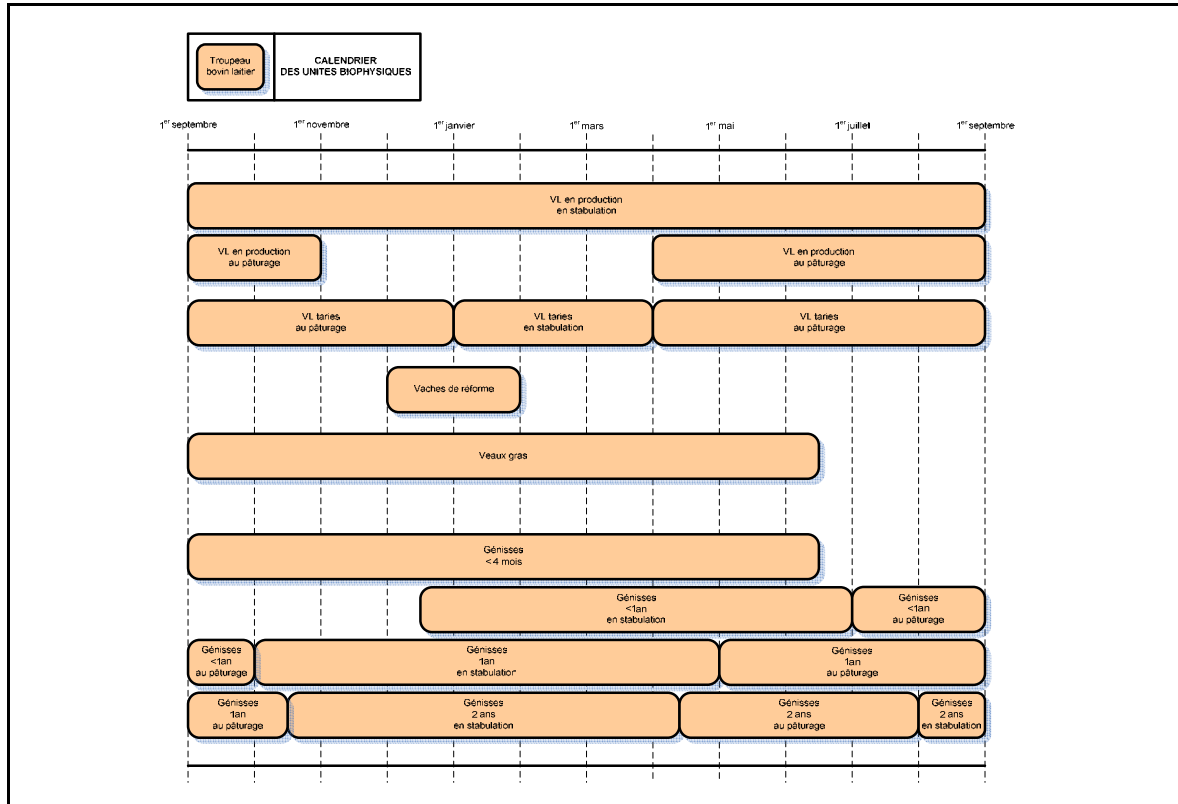 Troupeau
bovin laitier
CALENDRIER
DES UNITES BIOPHYSIQUES
1er septembre
1er novembre
1er janvier
1er mars
1er mai
1er juillet
1er septembre
VL en production
en stabulation
VL en production
au pâturage
VL en production
au pâturage
VL taries
au pâturage
VL taries
en stabulation
VL taries
au pâturage
Vaches de réforme
Veaux gras
Génisses
<4 mois
Génisses
<1an
en stabulation
Génisses
<1an
au pâturage
Génisses
<1an
au pâturage
Génisses
1an
en stabulation
Génisses
1an
au pâturage
Génisses
1an
au pâturage
Génisses
2 ans
en stabulation
Génisses
2 ans
au pâturage
Génisses
2 ans
en stabulation